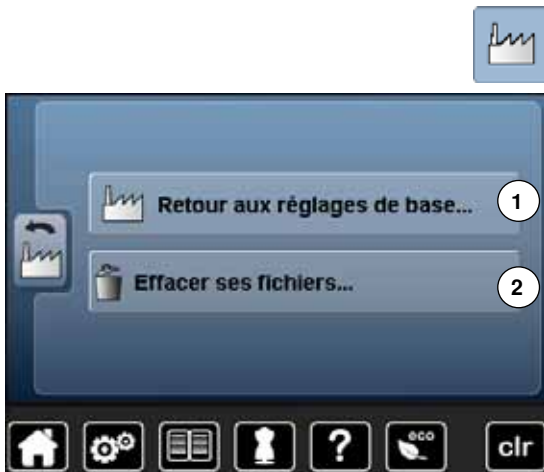 Retour aux réglages de base...
1
Effacer ses fichiers...
2
?
eco
clr